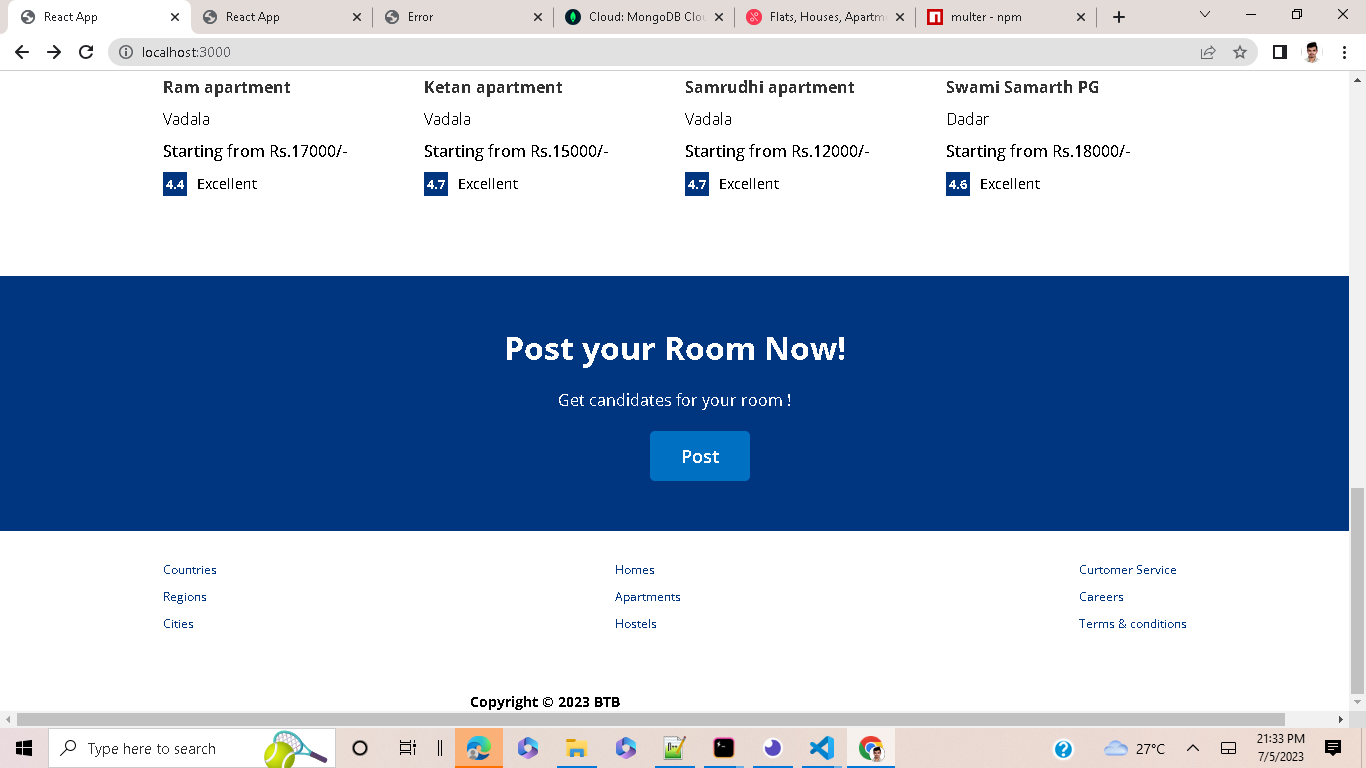 React App
React App
Error
Cloud: MongoDB Clou
Flats, Houses, Apartm
multer - npm
localhost:3000
Ram apartment
Vadala
Starting from Rs.17000/-
4.4 Excellent
Ketan apartment
Vadala
Starting from Rs.15000/-
4.7 Excellent
Samrudhi apartment
Vadala
Starting from Rs.12000/-
4.7 Excellent
Swami Samarth PG
Dadar
Starting from Rs.18000/-
4.6 Excellent
Post your Room Now!
Get candidates for your room !
Post
Countries
Regions
Cities
Homes
Apartments
Hostels
Curtomer Service
Careers
Terms & conditions
Copyright © 2023 BTB
Type here to search
27°C
21:33 PM
7/5/2023